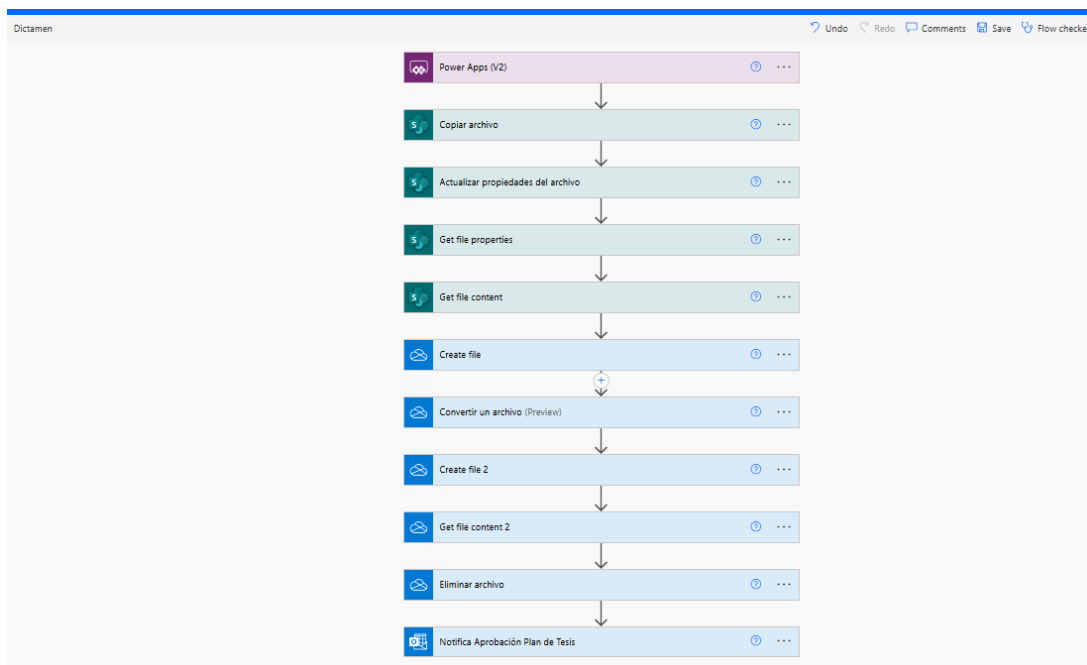 Dictamen
Undo Redo Comments Save Flow checke
Power Apps (V2)
Copiar archivo
Actualizar propiedades del archivo
Get file properties
Get file content
Create file
Convertir un archivo (Preview)
Create file 2
Get file content 2
Eliminar archivo
Notifica Aprobación Plan de Tesis